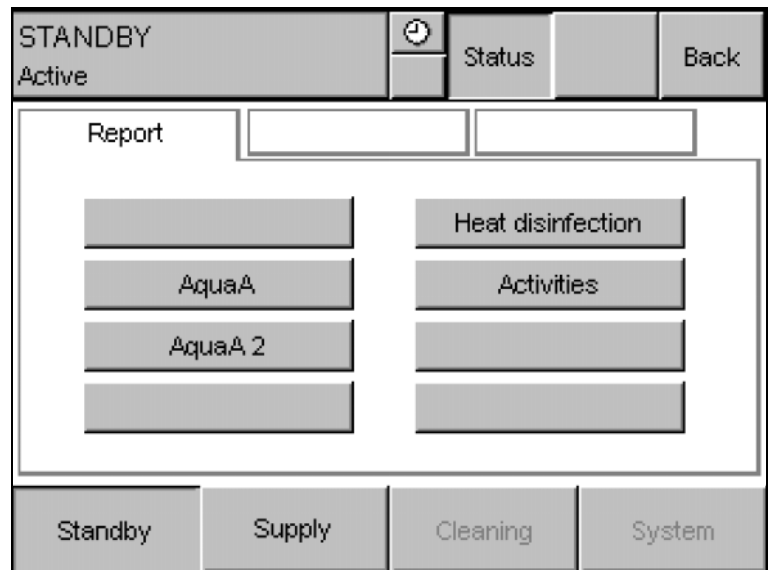 STANDBY
Active
Status
Back
Report
Heat disinfection
AquaA
Activities
AquaA 2
Standby
Supply
Cleaning
System